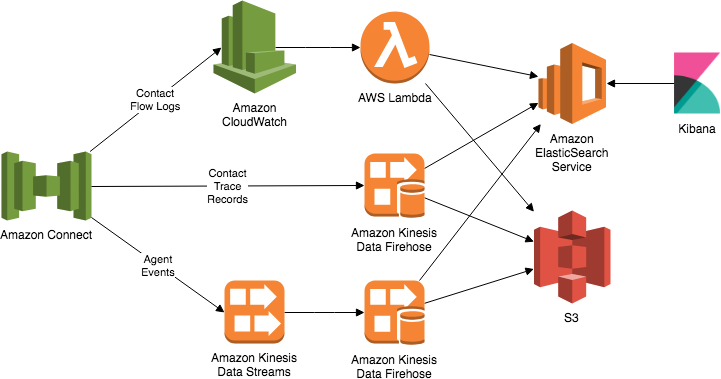 Contact
Flow Logs
Amazon
CloudWatch
AWS Lambda
Amazon
ElasticSearch
Service
Kibana
Amazon Connect
Contact
Trace
Records
Amazon Kinesis
Data Firehose
Agent
Events
S3
Amazon Kinesis
Data Streams
Amazon Kinesis
Data Firehose